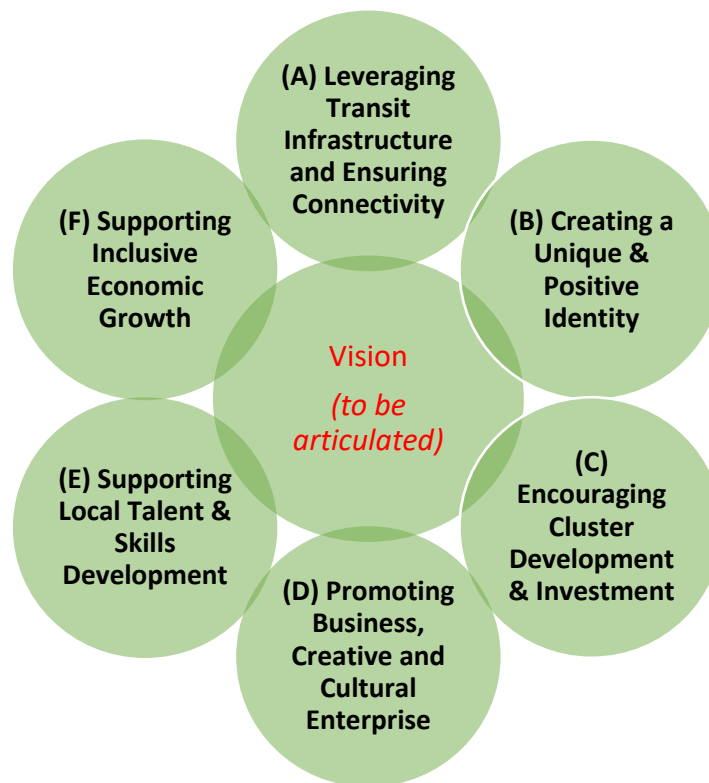 (A) Leveraging
Transit
Infrastructure
and Ensuring
Connectivity
(B) Creating a
Unique &
Positive
Identity
(C)
Encouraging
Cluster
Development
& Investment
(D) Promoting
Business,
Creative and
Cultural
Enterprise
(E) Supporting
Local Talent &
Skills
Development
(F) Supporting
Inclusive
Economic
Growth
Vision
(to be
articulated)